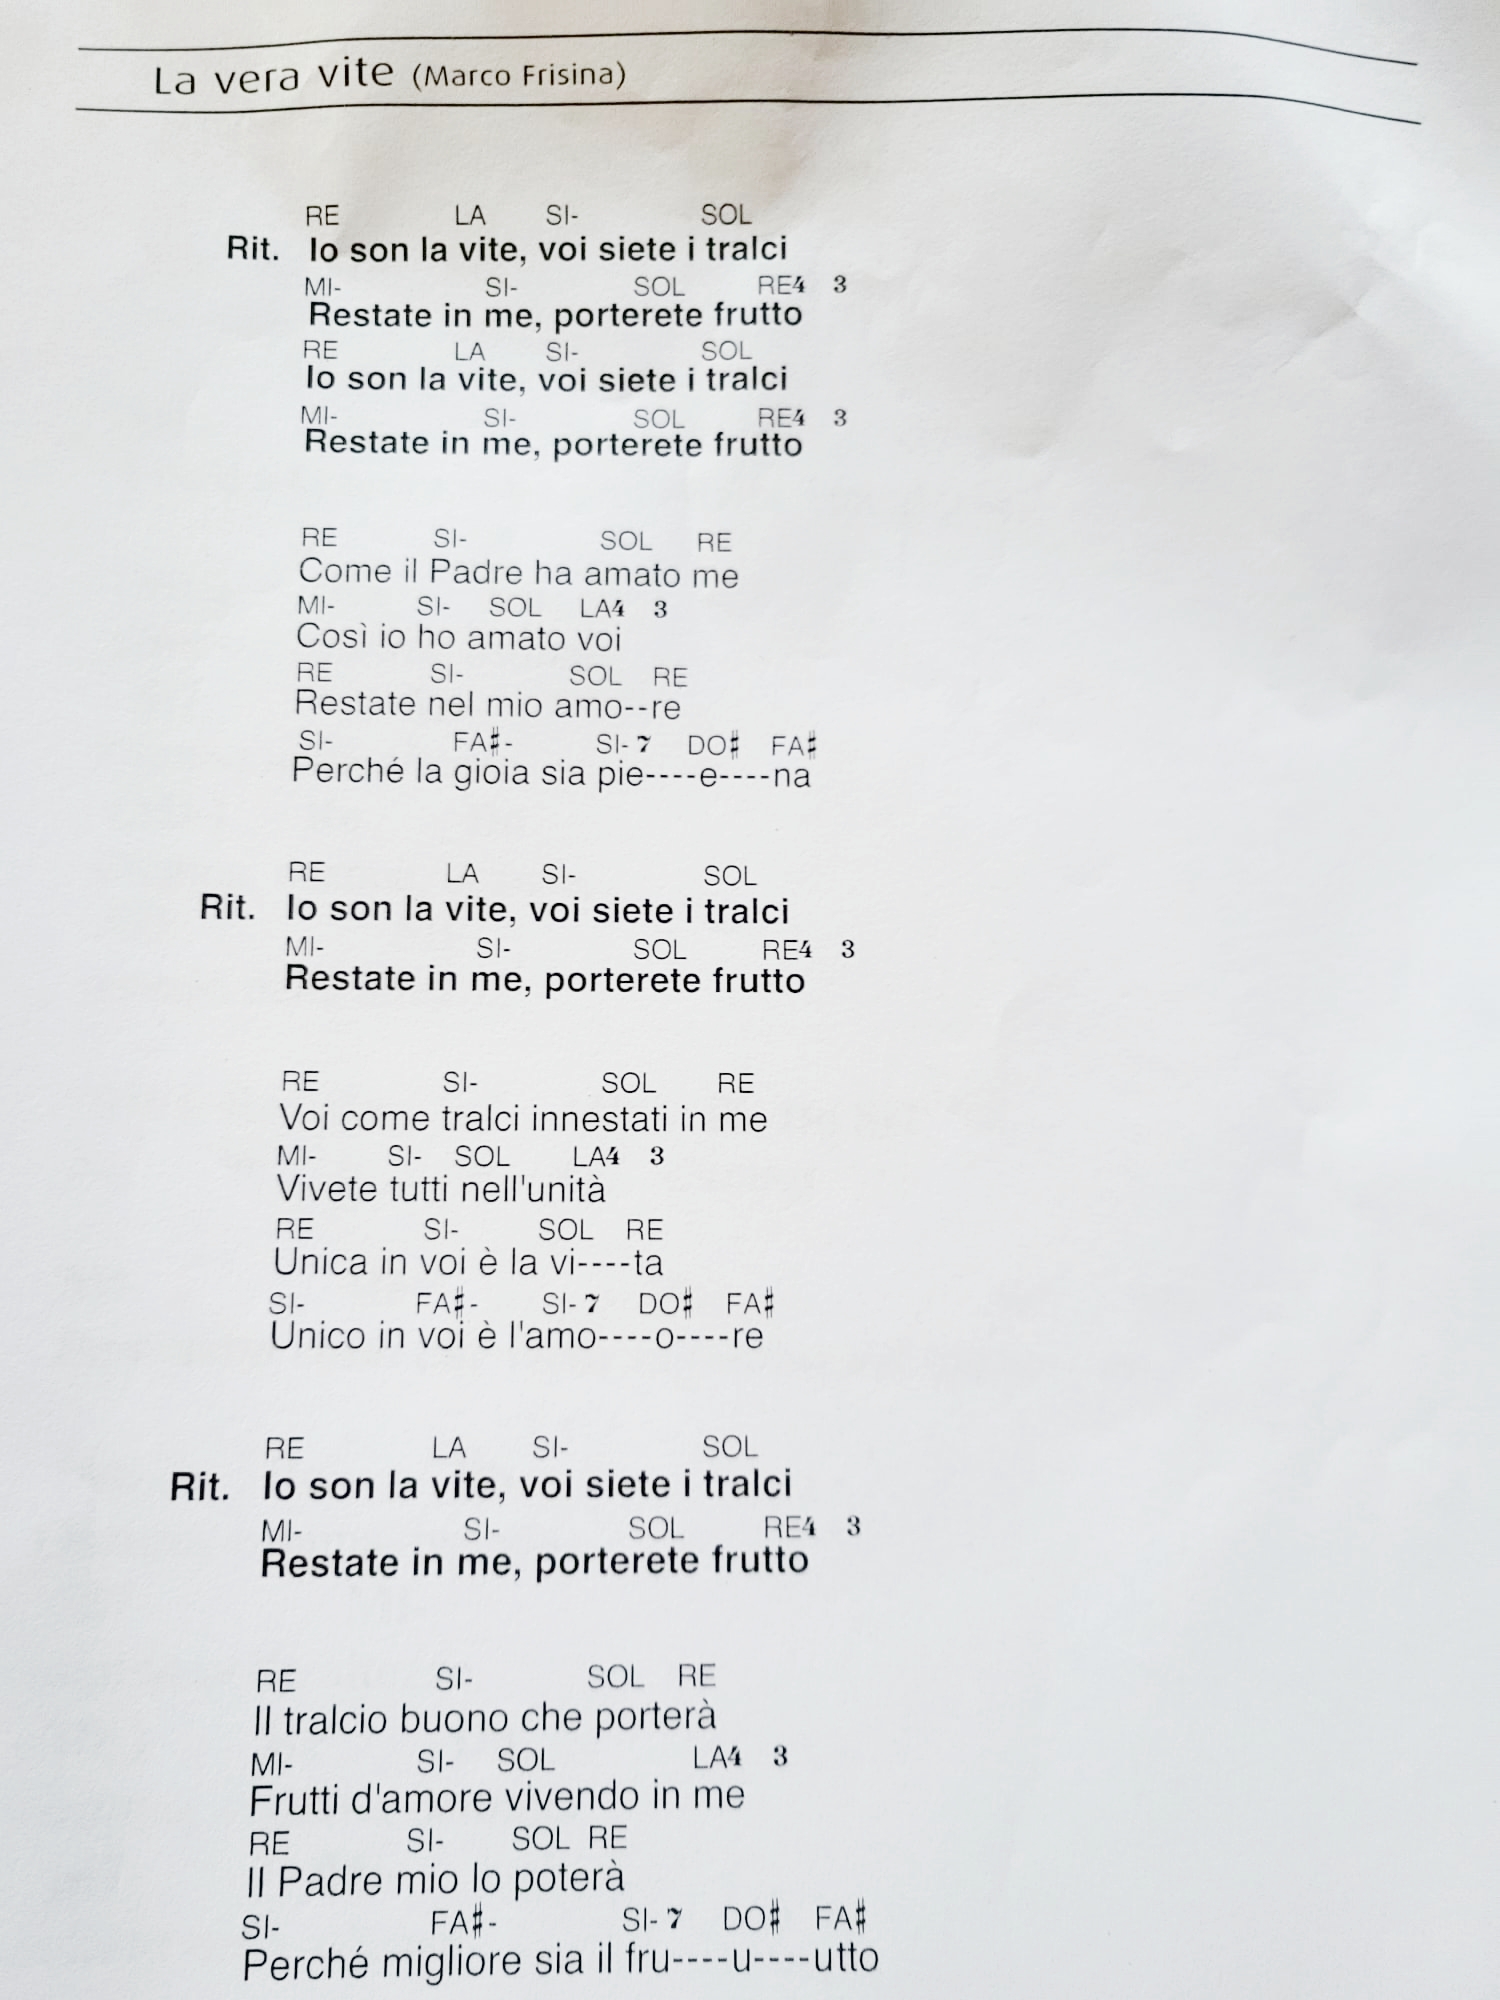 La vera vite (Marco Frisina)
RE LA SI- SOL
Rit. Io son la vite, voi siete i tralci
MI- SI- SOL RE4 3
Restate in me, porterete frutto
RE LA SI- SOL
Io son la vite, voi siete i tralci
MI- SI- SOL RE4 3
Restate in me, porterete frutto
RE SI- SOL RE
Come il Padre ha amato me
MI- SI- SOL LA4 3
Così io ho amato voi
RE SI- SOL RE
Restate nel mio amo--re
SI- FA♯- SI- 7 DO♯ FA♯
Perché la gioia sia pie----e----na
RE LA SI- SOL
Rit. Io son la vite, voi siete i tralci
MI- SI- SOL RE4 3
Restate in me, porterete frutto
RE SI- SOL RE
Voi come tralci innestati in me
MI- SI- SOL LA4 3
Vivete tutti nell'unità
RE SI- SOL RE
Unica in voi è la vi----ta
SI- FA♯- SI- 7 DO♯ FA♯
Unico in voi è l'amo----o----re
RE LA SI- SOL
Rit. Io son la vite, voi siete i tralci
MI- SI- SOL RE4 3
Restate in me, porterete frutto
RE SI- SOL RE
Il tralcio buono che porterà
MI- SI- SOL LA4 3
Frutti d'amore vivendo in me
RE SI- SOL RE
Il Padre mio lo poterà
SI- FA♯- SI- 7 DO♯ FA♯
Perché migliore sia il fru----u----utto